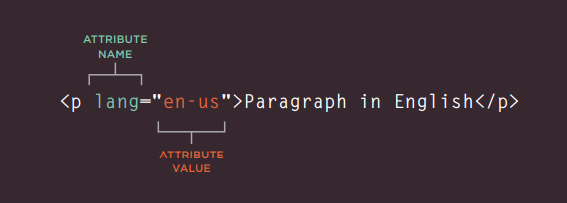 ATTRIBUTE
NAME
<p lang="en-us">Paragraph in English</p>
ATTRIBUTE
VALUE